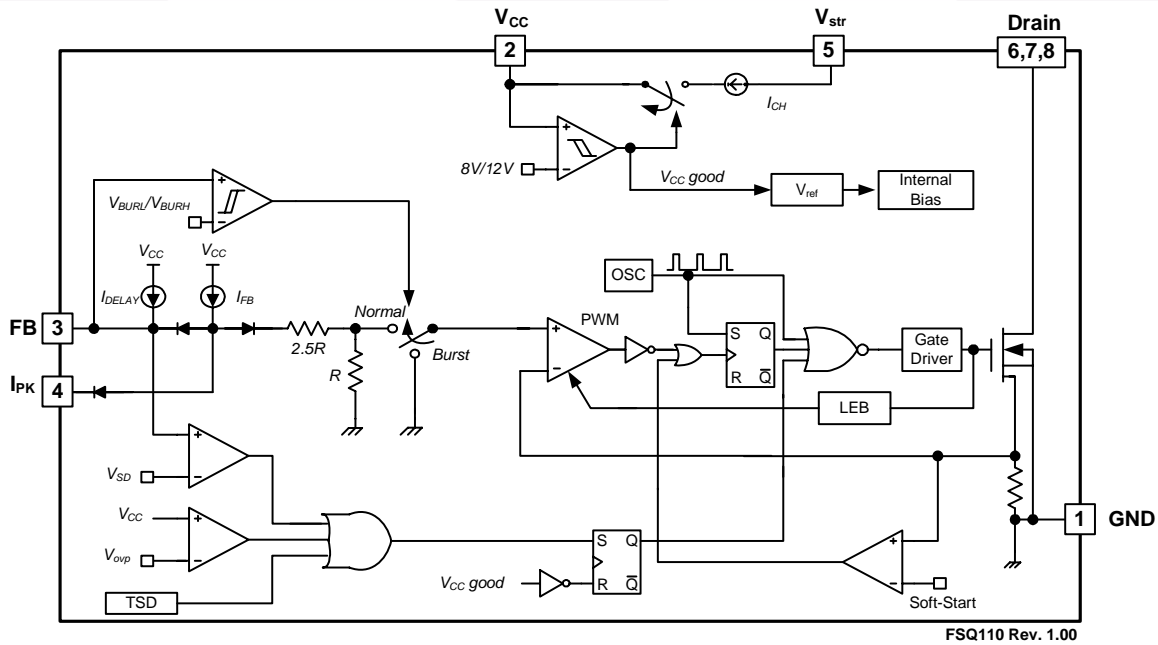 VCC
Vstr
Drain
2
5
6,7,8
ICH
8V/12V
+
−
VCC good
Vref
Internal
Bias
VBURL/VBURH
+
−
VCC
VCC
OSC
IDELAY
IFB
FB 3
2.5R
R
Normal
Burst
PWM
+
−
S Q
R Q̅
Gate
Driver
IPK 4
LEB
VSD
+
−
VCC
Vovp
+
−
TSD
S Q
R Q̅
VCC good
+
−
Soft-Start
1 GND
FSQ110 Rev. 1.00